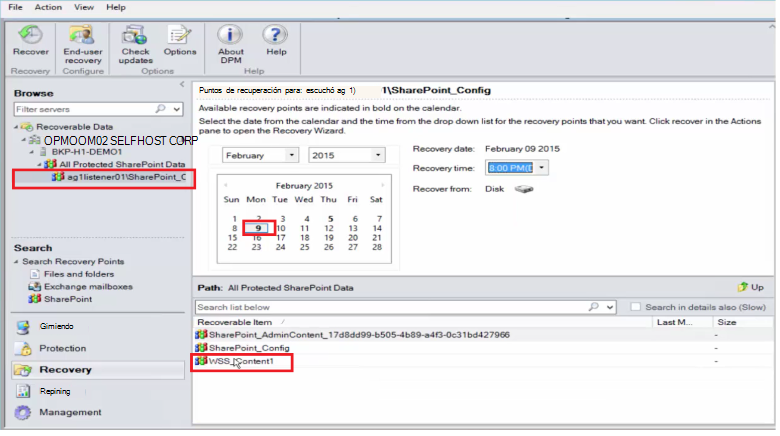 File Action View Help
Recover
End-user recovery
Check updates
Options
About DPM
Help
Recovery Configure Options Help
Browse
Filter servers
Recoverable Data
OPMOOM02 SELFHOST CORP
BKP-H1-DEMO1
All Protected SharePoint Data
ag1listener01\SharePoint_C
Search
Search Recovery Points
Files and folders
Exchange mailboxes
SharePoint
Gimiendo
Protection
Recovery
Repining
Management
Puntos de recuperación para: escuchó ag 1) 1\SharePoint_Config
Available recovery points are indicated in bold on the calendar.
Select the date from the calendar and the time from the drop down list for the recovery points that you want. Click recover in the Actions
pane to open the Recovery Wizard.
February 2015
February 2015
Sun Mon Tue Wed Thu Fri Sat
1 2 3 4 5 6 7
8 9 10 11 12 13 14
15 16 17 18 19 20 21
22 23 24 25 26 27 28
Recovery date: February 09 2015
Recovery time: 8:00 PM(D
Recover from: Disk
Path: All Protected SharePoint Data Up
Search list below Search in details also (Slow)
Recoverable Item Last M... Size
SharePoint_AdminContent_17d8dd99-b505-4b89-a4f3-0c31bd427966 -
SharePoint_Config -
WSS_Content1 -